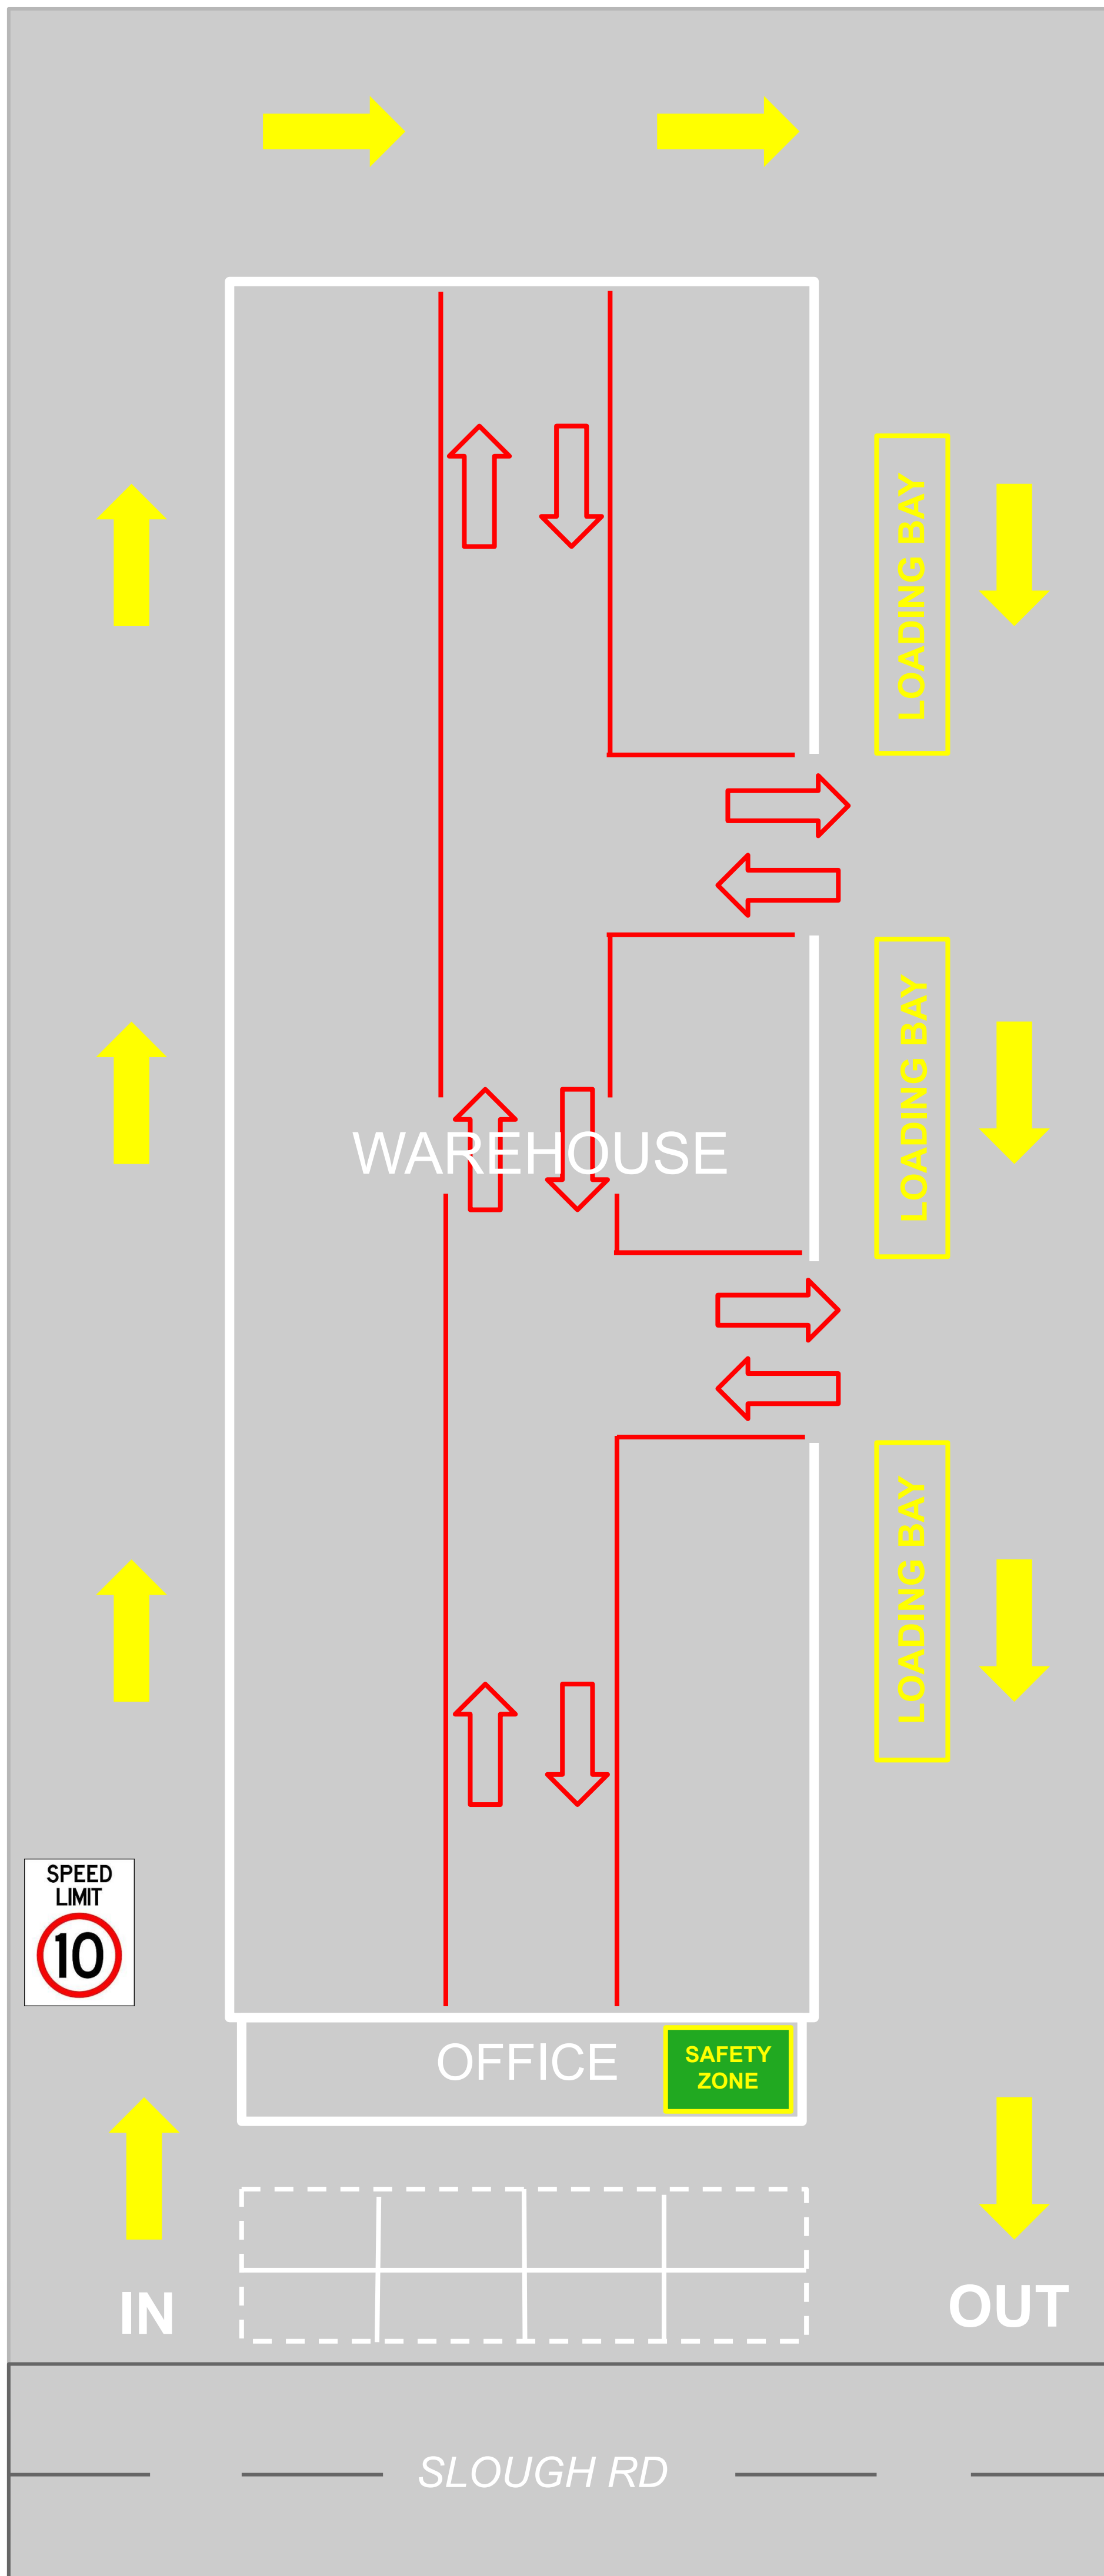 LOADING BAY
WAREHOUSE
LOADING BAY
LOADING BAY
SPEED
LIMIT
10
OFFICE
SAFETY
ZONE
IN
OUT
SLOUGH RD